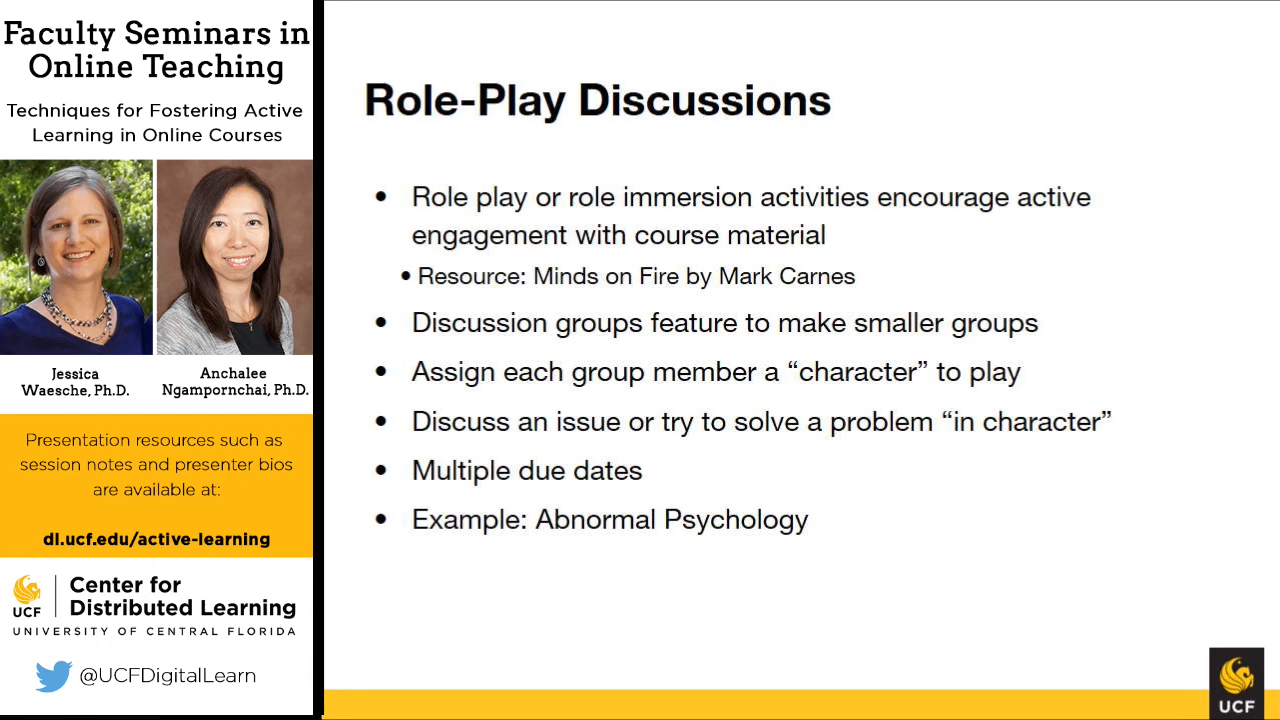 Faculty Seminars in
Online Teaching
Techniques for Fostering Active
Learning in Online Courses
Jessica
Waesche, Ph.D.
Anchalee
Ngampornchai, Ph.D.
Presentation resources such as
session notes and presenter bios
are available at:
dl.ucf.edu/active-learning
UCF
Center for
Distributed Learning
UNIVERSITY OF CENTRAL FLORIDA
@UCFDigitalLearn
Role-Play Discussions
• Role play or role immersion activities encourage active
engagement with course material
• Resource: Minds on Fire by Mark Carnes
• Discussion groups feature to make smaller groups
• Assign each group member a “character” to play
• Discuss an issue or try to solve a problem “in character”
• Multiple due dates
• Example: Abnormal Psychology
UCF